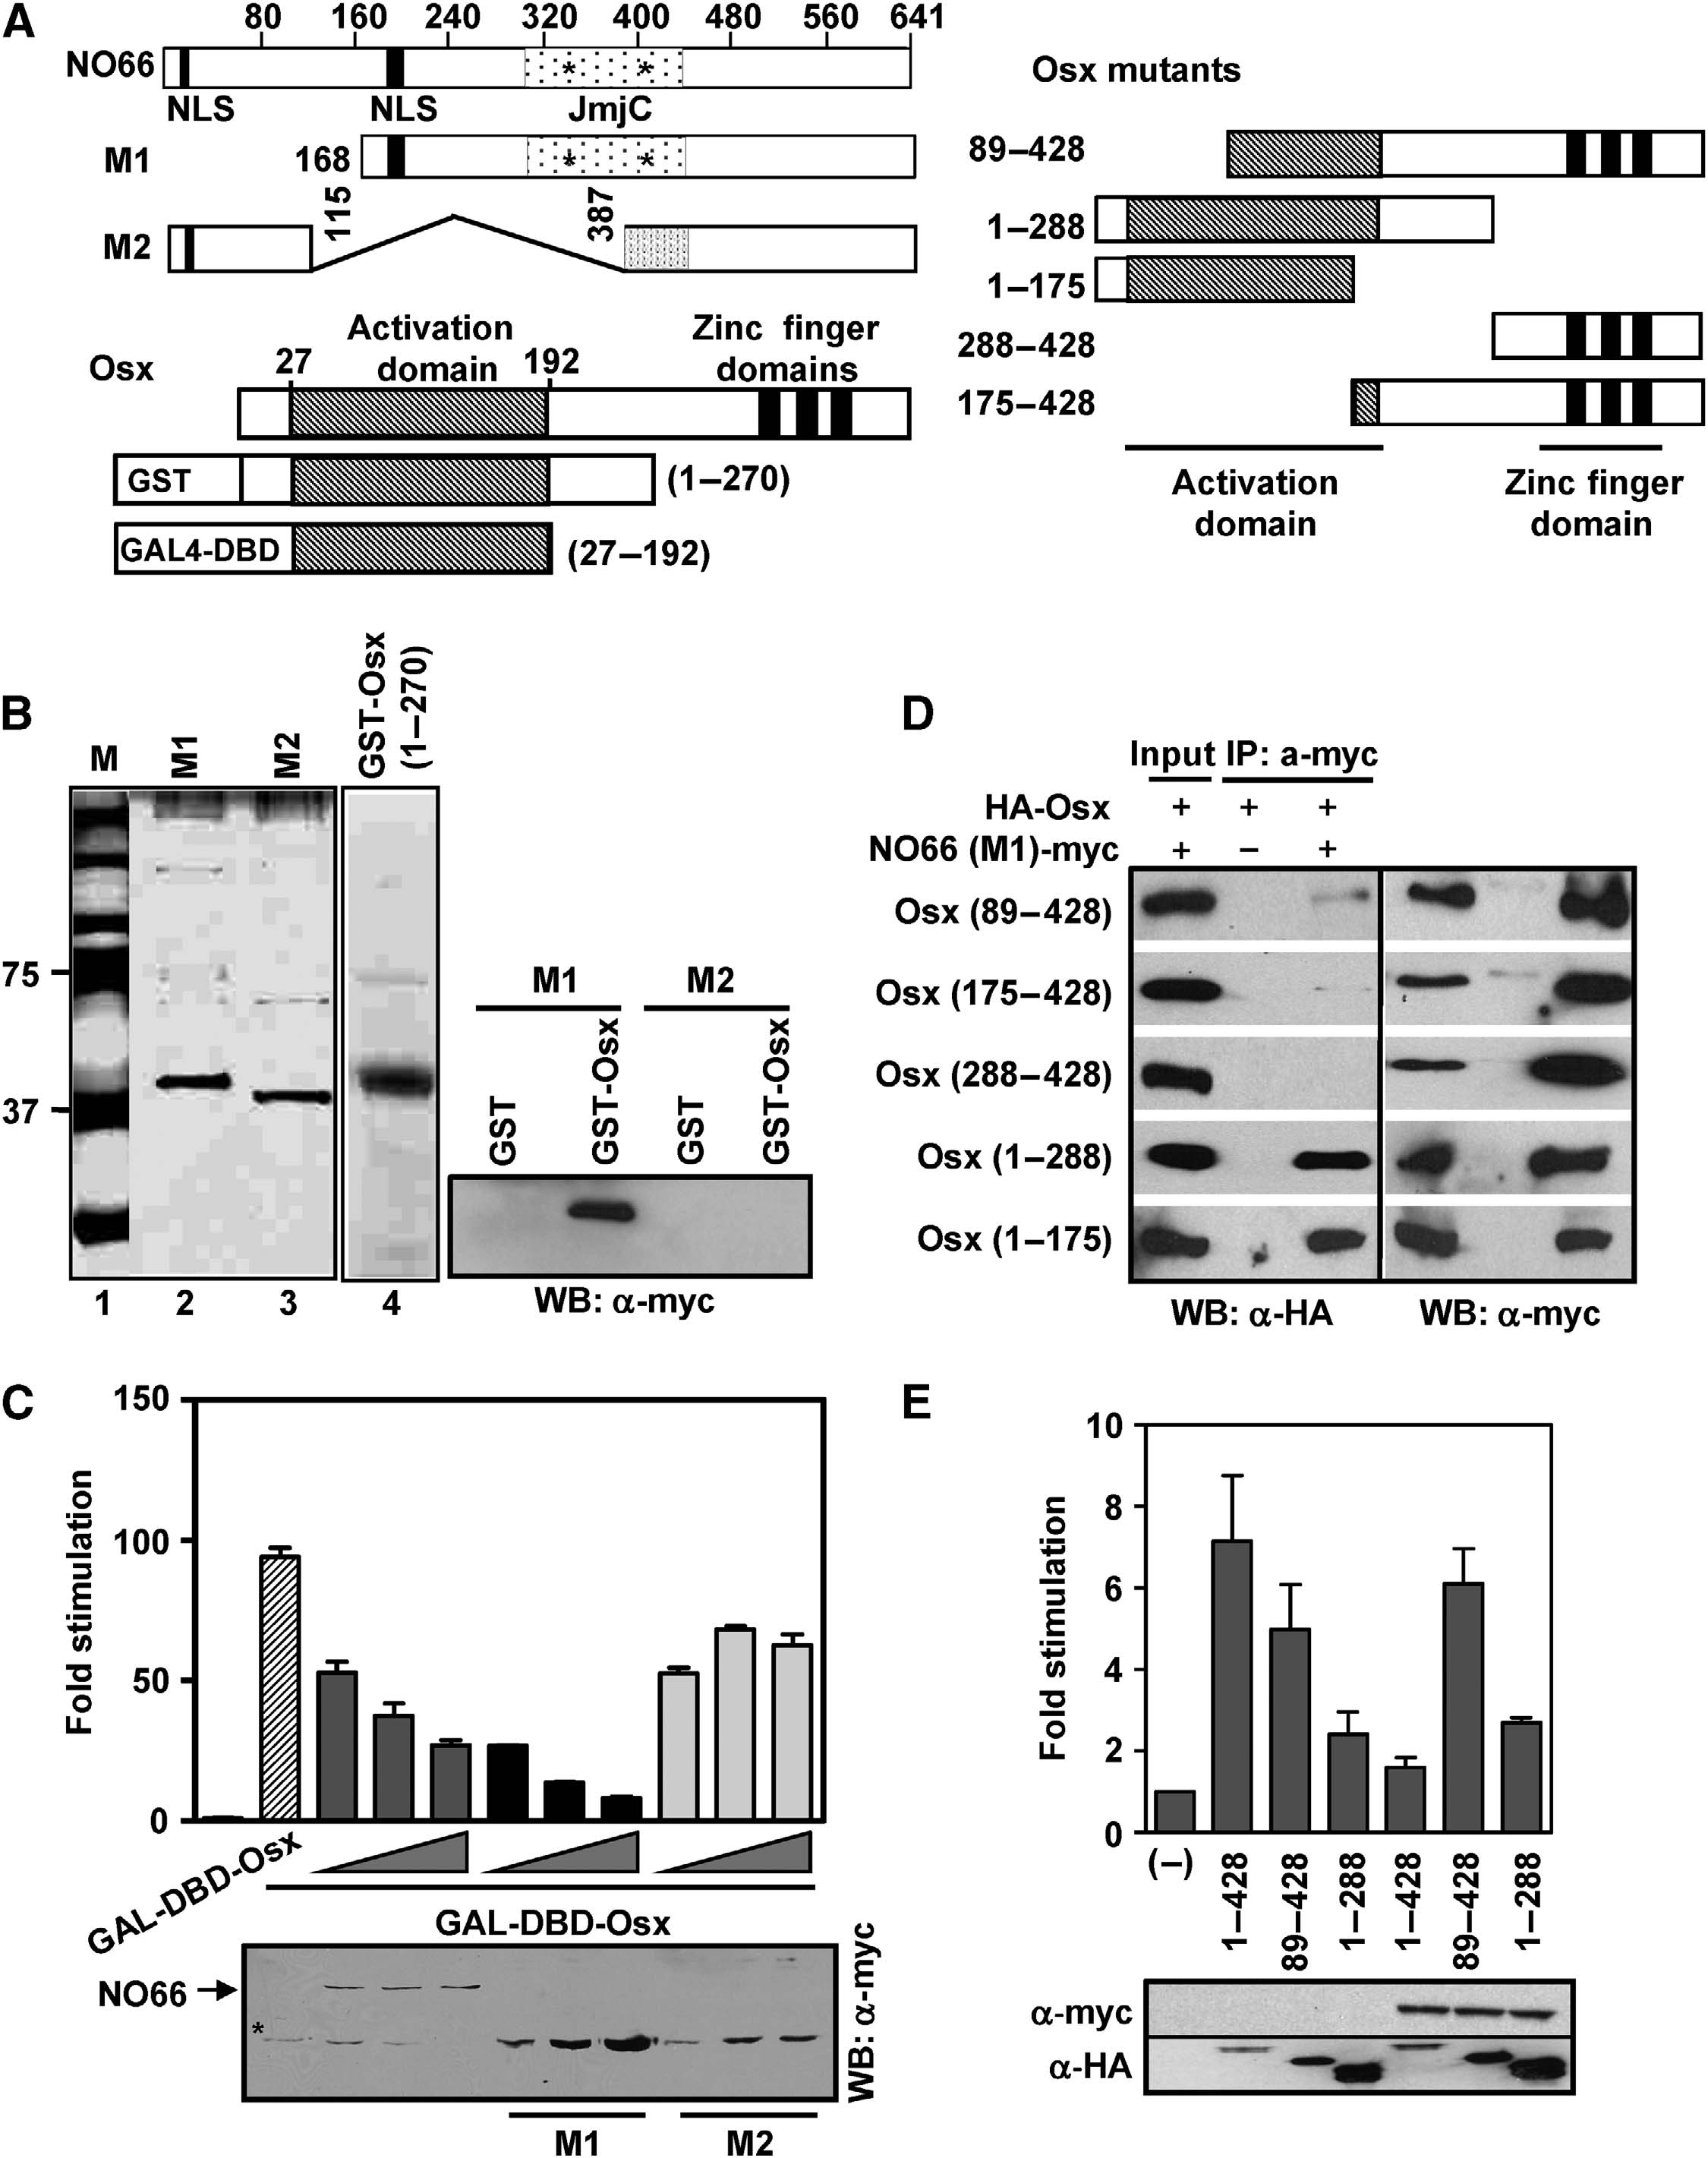 A
80 160 240 320 400 480 560 641
NO66
* *
NLS NLS JmjC
M1 168
* *
115 387
M2
Osx
27
Activation
domain
192
Zinc finger
domains
GST
(1–270)
GAL4-DBD
(27–192)
Osx mutants
89–428
1–288
1–175
288–428
175–428
Activation
domain
Zinc finger
domain
B
M
M1
M2
GST-Osx
(1–270)
75
37
1 2 3 4
M1 M2
GST
GST-Osx
GST
GST-Osx
WB: α-myc
D
Input IP: a-myc
HA-Osx + + +
NO66 (M1)-myc + – +
Osx (89–428)
Osx (175–428)
Osx (288–428)
Osx (1–288)
Osx (1–175)
WB: α-HA WB: α-myc
C
150
100
50
0
Fold stimulation
GAL-DBD-Osx
GAL-DBD-Osx
NO66
*
WB: α-myc
M1 M2
E
10
8
6
4
2
0
Fold stimulation
(–)
1–428
89–428
1–288
1–428
89–428
1–288
α-myc
α-HA